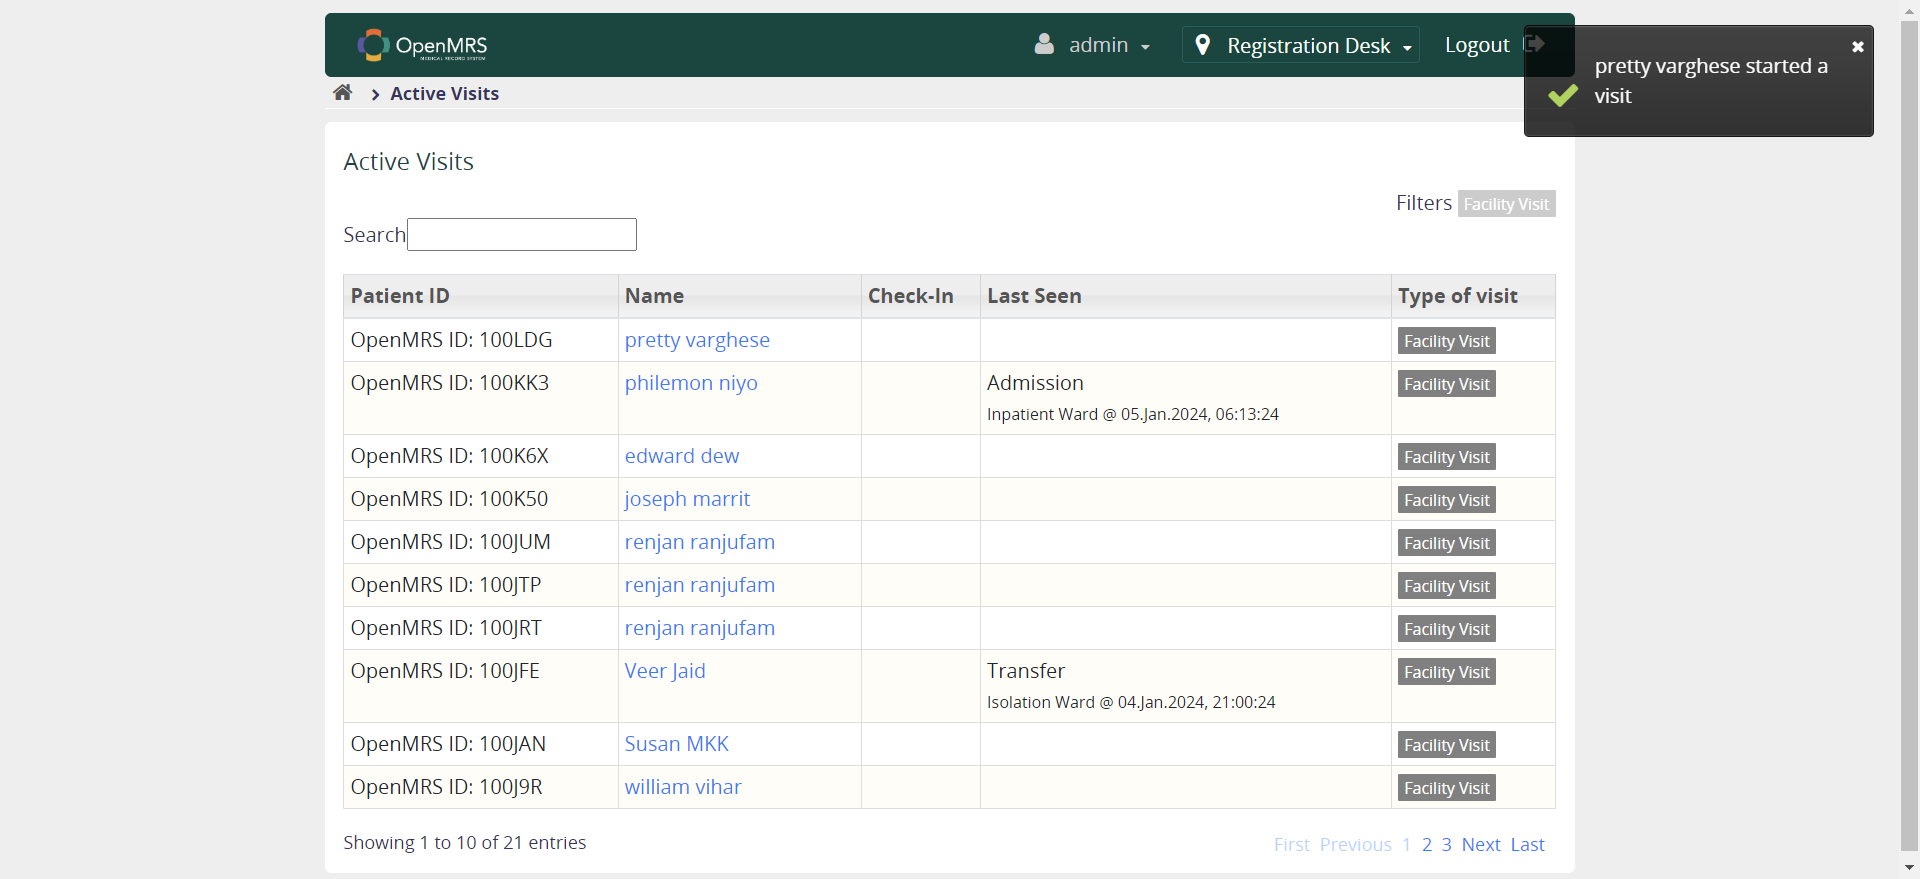 OpenMRS
MEDICAL RECORD SYSTEM
admin
Registration Desk
Logout
pretty varghese started a
visit
Active Visits
Active Visits
Filters Facility Visit
Search
Patient ID Name Check-In Last Seen Type of visit
OpenMRS ID: 100LDG pretty varghese Facility Visit
OpenMRS ID: 100KK3 philemon niyo Admission Facility Visit
Inpatient Ward @ 05.Jan.2024, 06:13:24
OpenMRS ID: 100K6X edward dew Facility Visit
OpenMRS ID: 100K50 joseph marrit Facility Visit
OpenMRS ID: 100JUM renjan ranjufam Facility Visit
OpenMRS ID: 100JTP renjan ranjufam Facility Visit
OpenMRS ID: 100JRT renjan ranjufam Facility Visit
OpenMRS ID: 100JFE Veer Jaid Transfer Facility Visit
Isolation Ward @ 04.Jan.2024, 21:00:24
OpenMRS ID: 100JAN Susan MKK Facility Visit
OpenMRS ID: 100J9R william vihar Facility Visit
Showing 1 to 10 of 21 entries
First Previous 1 2 3 Next Last